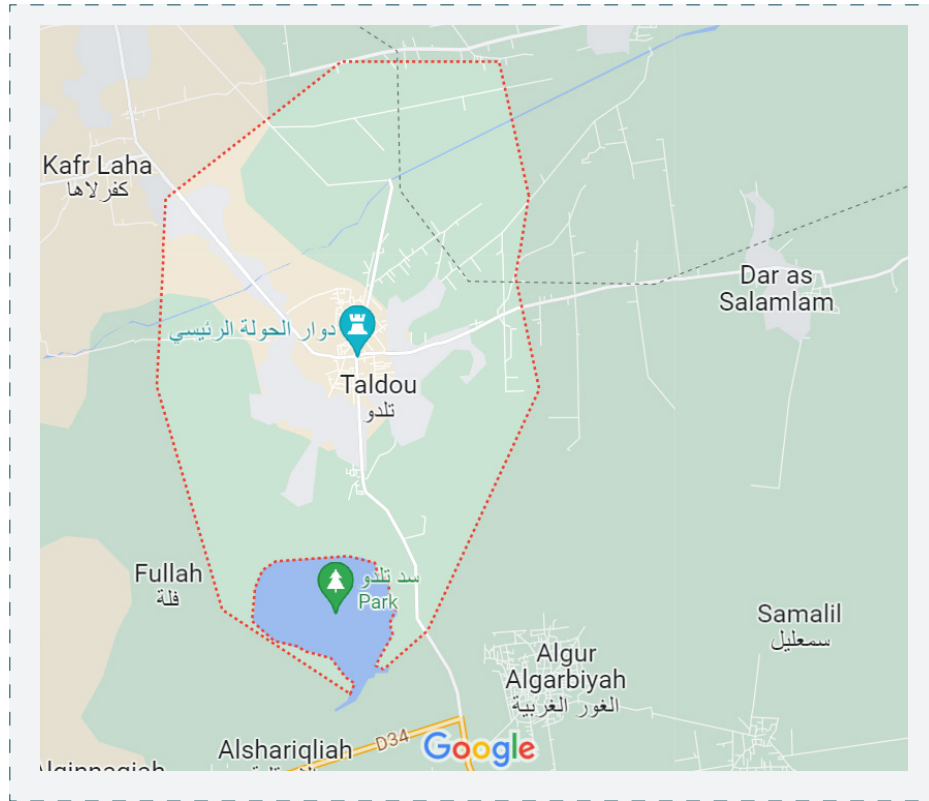 Kafr Laha
كفرلاها
Dar as
Salamlam
دوار الحولة الرئيسي
Taldou
تلدو
Fullah
فلة
سد تلدو
Park
Samalil
سمعليل
Algur
Algarbiyah
الغور الغربية
Alshariqliah
D34
Google